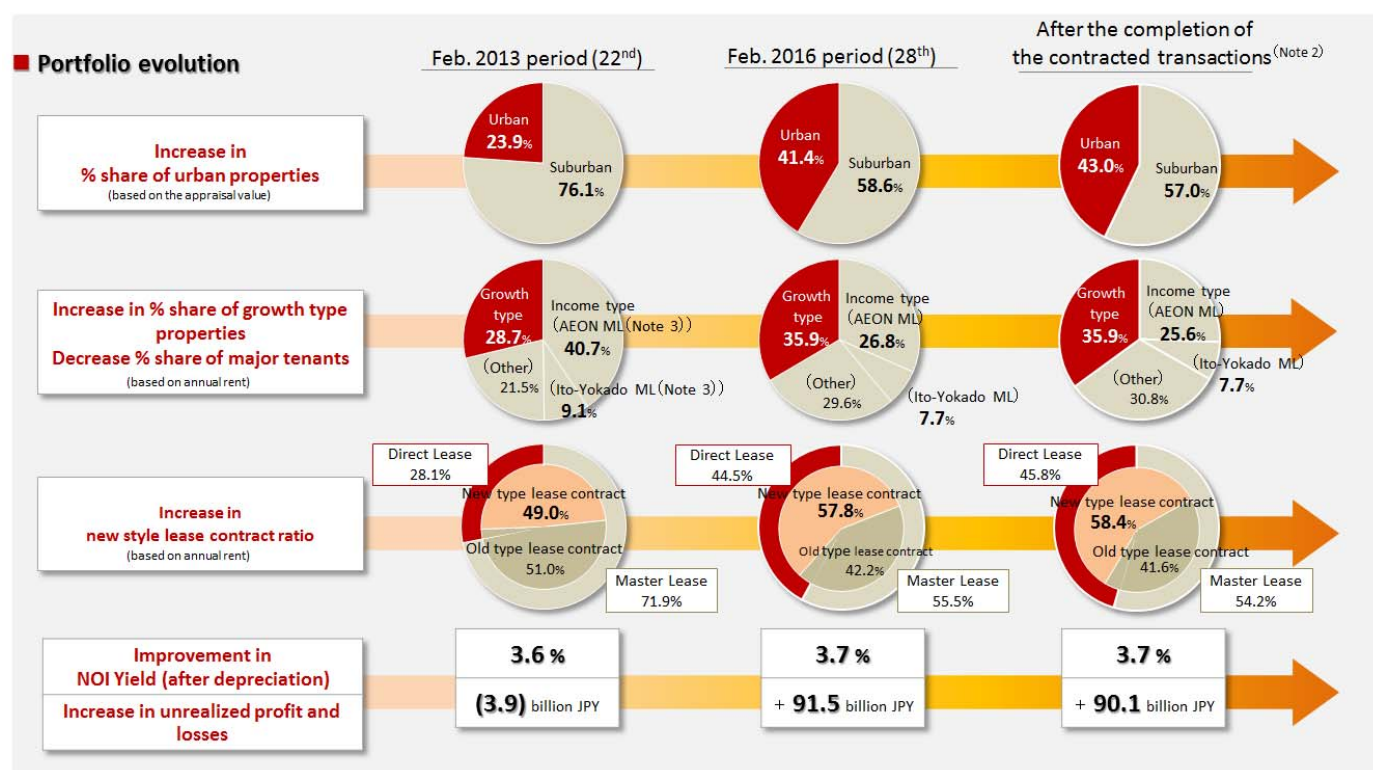 Portfolio evolution
Feb. 2013 period (22nd)
Feb. 2016 period (28th)
After the completion of
the contracted transactions(Note 2)
Increase in
% share of urban properties
(based on the appraisal value)
Urban
23.9%
Suburban
76.1%
Urban
41.4%
Suburban
58.6%
Urban
43.0%
Suburban
57.0%
Increase in % share of growth type
properties
Decrease % share of major tenants
(based on annual rent)
Growth
type
28.7%
Income type
(AEON ML(Note 3))
40.7%
(Other)
21.5%
(Ito-Yokado ML(Note 3))
9.1%
Growth
type
35.9%
Income type
(AEON ML)
26.8%
(Other)
29.6%
(Ito-Yokado ML)
7.7%
Growth
type
35.9%
Income type
(AEON ML)
25.6%
(Ito-Yokado ML)
7.7%
(Other)
30.8%
Increase in
new style lease contract ratio
(based on annual rent)
Direct Lease
28.1%
New type lease contract
49.0%
Old type lease contract
51.0%
Master Lease
71.9%
Direct Lease
44.5%
New type lease contract
57.8%
Old type lease contract
42.2%
Master Lease
55.5%
Direct Lease
45.8%
New type lease contract
58.4%
Old type lease contract
41.6%
Master Lease
54.2%
Improvement in
NOI Yield (after depreciation)
3.6 %
3.7 %
3.7 %
Increase in unrealized profit and
losses
(3.9) billion JPY
+ 91.5 billion JPY
+ 90.1 billion JPY